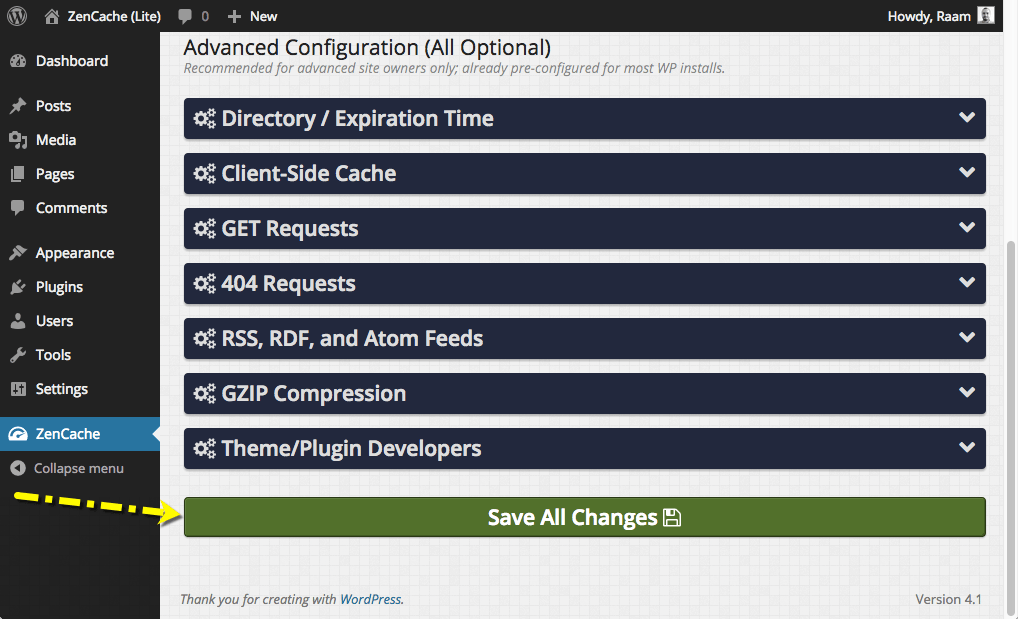 ZenCache (Lite) 0 New Howdy, Raam
Dashboard
Posts
Media
Pages
Comments
Appearance
Plugins
Users
Tools
Settings
ZenCache
Collapse menu
Advanced Configuration (All Optional)
Recommended for advanced site owners only; already pre-configured for most WP installs.
Directory / Expiration Time
Client-Side Cache
GET Requests
404 Requests
RSS, RDF, and Atom Feeds
GZIP Compression
Theme/Plugin Developers
Save All Changes
Thank you for creating with WordPress. Version 4.1